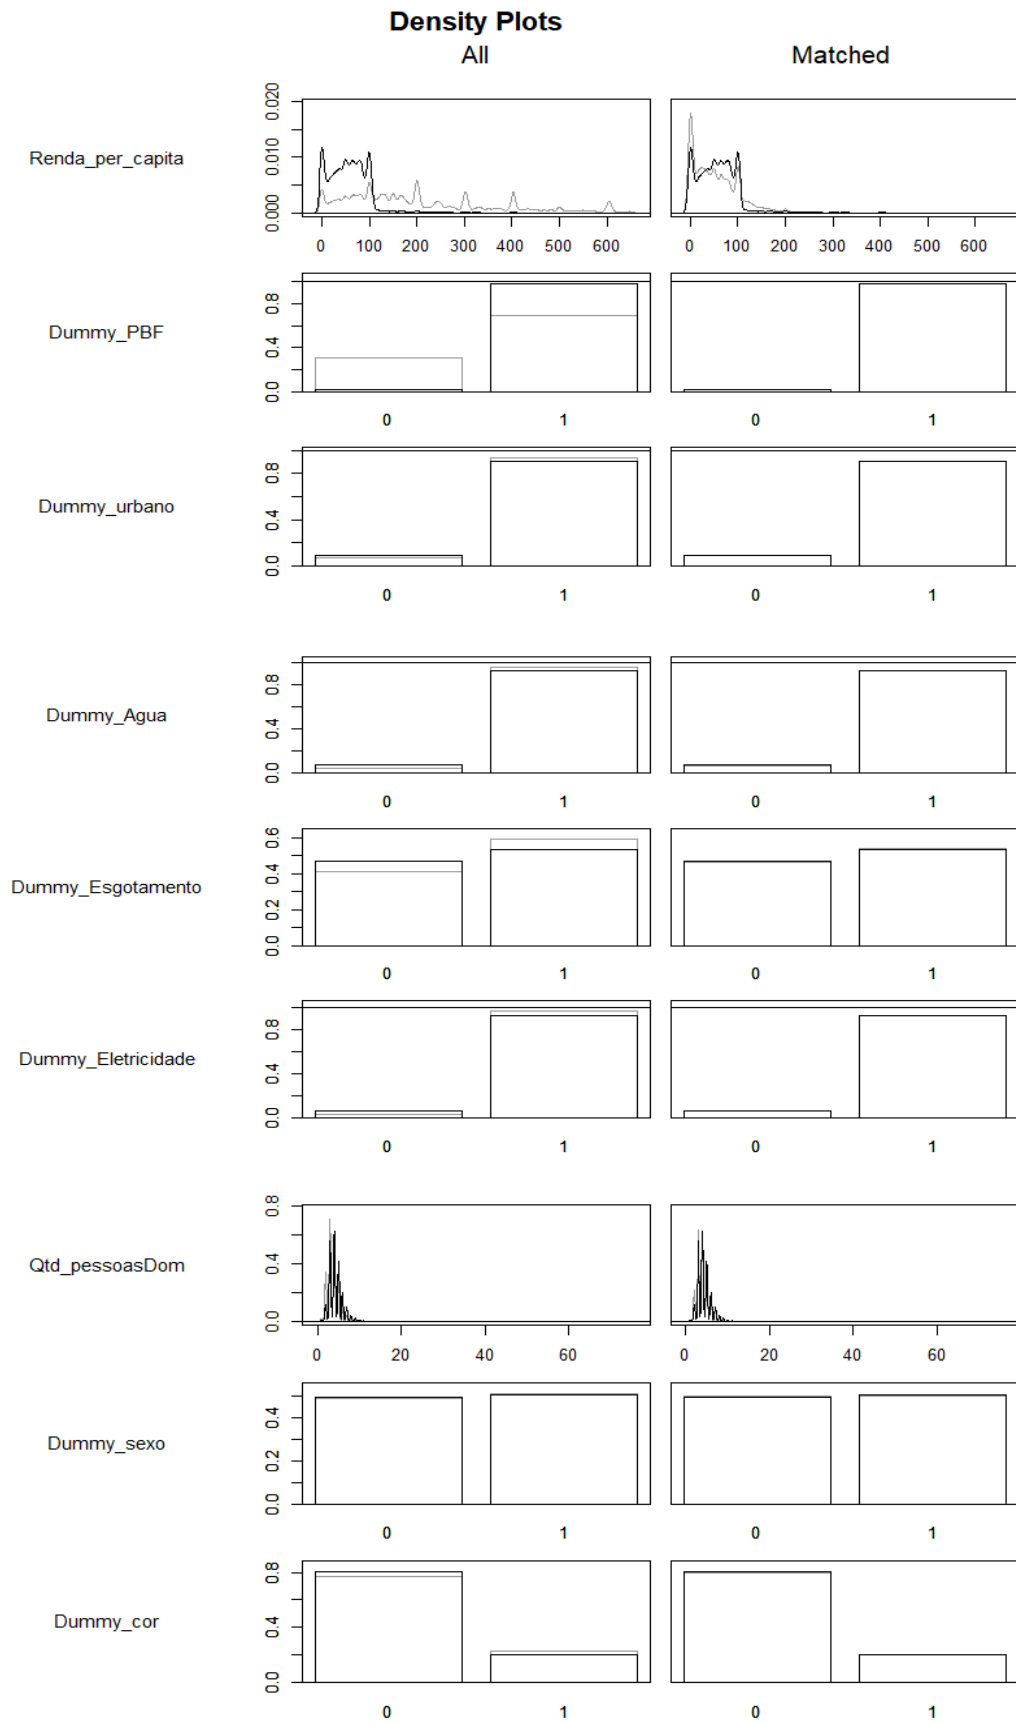 Density Plots
All Matched
Renda_per_capita
0.000 0.010 0.020
0 100 200 300 400 500 600
0 100 200 300 400 500 600
Dummy_PBF
0.0 0.4 0.8
0 1
0 1
Dummy_urbano
0.0 0.4 0.8
0 1
0 1
Dummy_Agua
0.0 0.4 0.8
0 1
0 1
Dummy_Esgotamento
0.0 0.2 0.4 0.6
0 1
0 1
Dummy_Eletricidade
0.0 0.4 0.8
0 1
0 1
Qtd_pessoasDom
0.0 0.4 0.8
0 20 40 60
0 20 40 60
Dummy_sexo
0.0 0.2 0.4
0 1
0 1
Dummy_cor
0.0 0.4 0.8
0 1
0 1